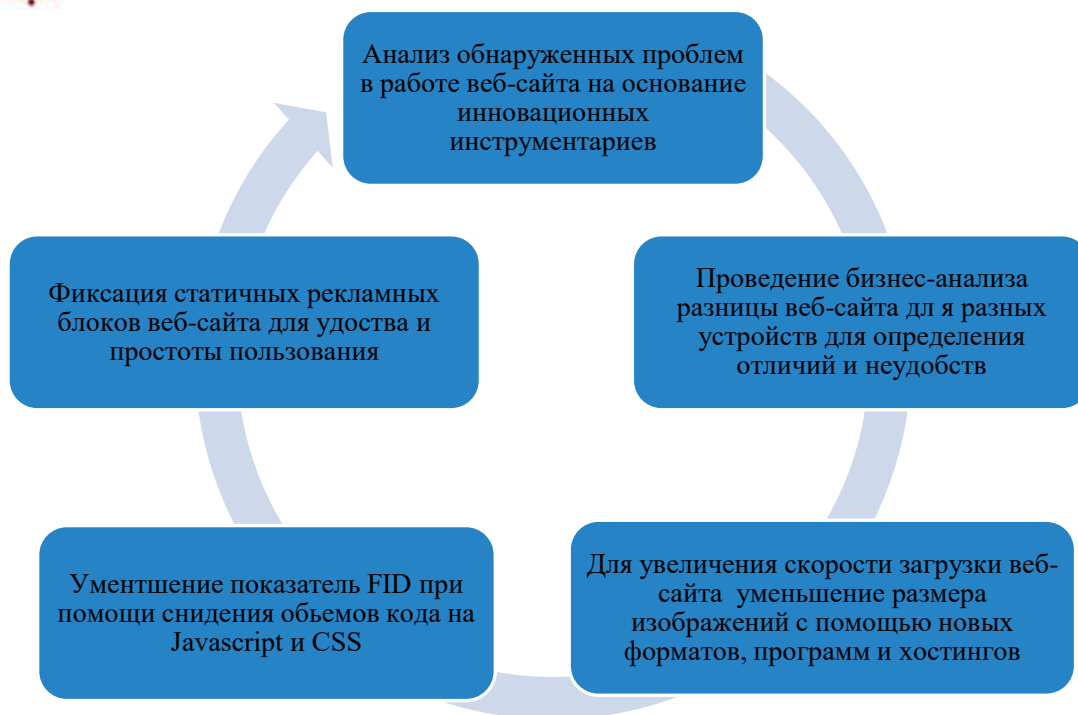 Анализ обнаруженных проблем
в работе веб-сайта на основание
инновационных
инструментариев
Проведение бизнес-анализа
разницы веб-сайта дл я разных
устройств для определения
отличий и неудобств
Для увеличения скорости загрузки веб-
сайта уменьшение размера
изображений с помощью новых
форматов, программ и хостингов
Ументшение показатель FID при
помощи снидения обьемов кода на
Javascript и CSS
Фиксация статичных рекламных
блоков веб-сайта для удоства и
простоты пользования